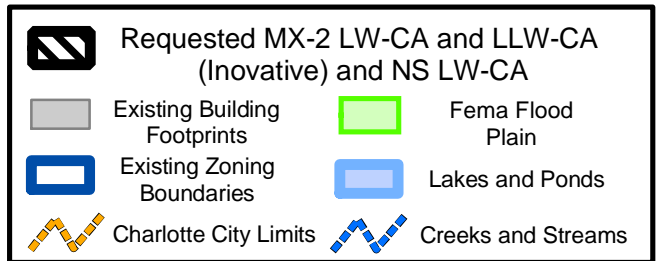 Requested MX-2 LW-CA and LLW-CA
(Inovative) and NS LW-CA
Existing Building
Footprints
Fema Flood
Plain
Existing Zoning
Boundaries
Lakes and Ponds
Charlotte City Limits
Creeks and Streams